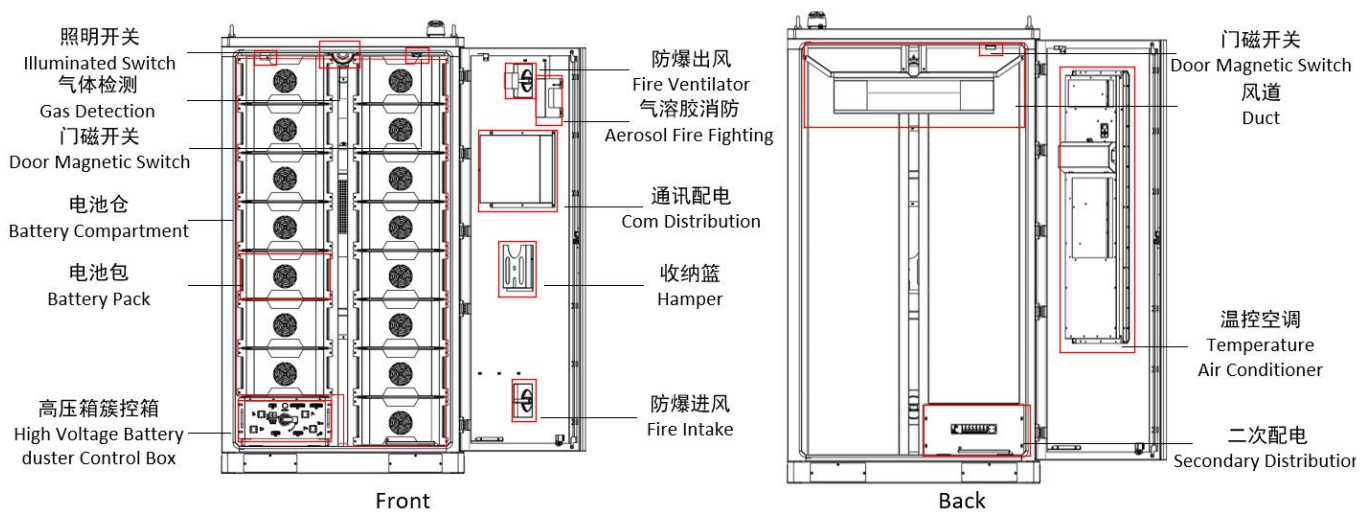 照明开关
Illuminated Switch
气体检测
Gas Detection
门磁开关
Door Magnetic Switch
电池仓
Battery Compartment
电池包
Battery Pack
高压箱簇控箱
High Voltage Battery
duster Control Box
防爆出风
Fire Ventilator
气溶胶消防
Aerosol Fire Fighting
通讯配电
Com Distribution
收纳篮
Hamper
防爆进风
Fire Intake
Front
门磁开关
Door Magnetic Switch
风道
Duct
温控空调
Temperature
Air Conditioner
二次配电
Secondary Distribution
Back